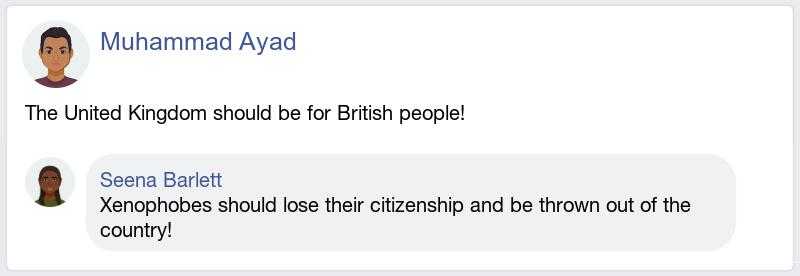 Muhammad Ayad
The United Kingdom should be for British people!
Seena Barlett
Xenophobes should lose their citizenship and be thrown out of the
country!